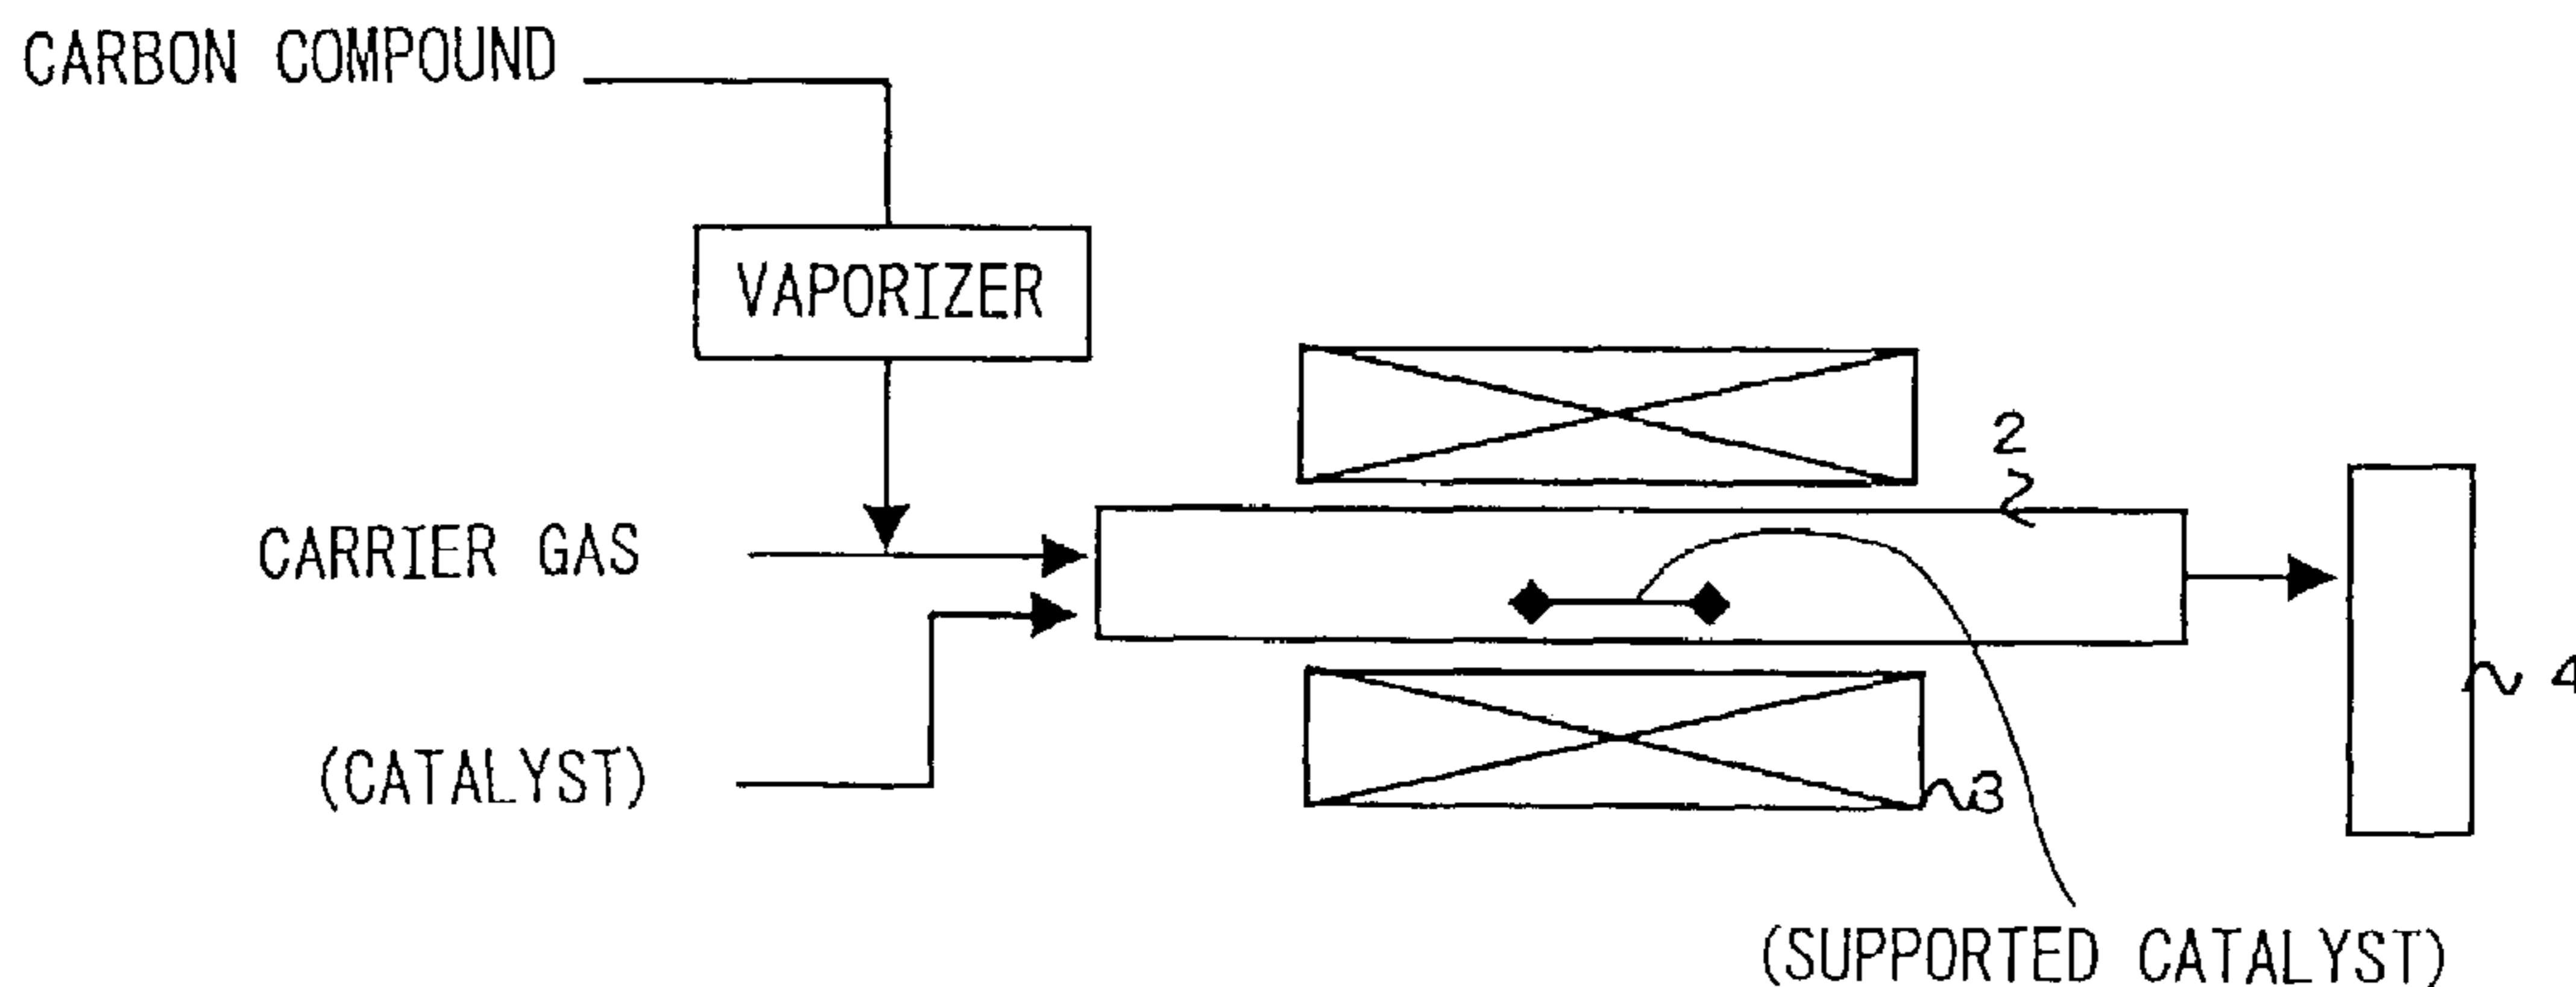 CARBON COMPOUND
VAPORIZER
2
CARRIER GAS
4
(CATALYST)
3
(SUPPORTED CATALYST)